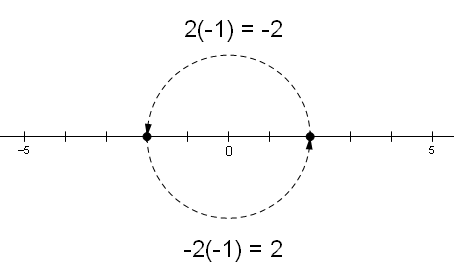 2(-1) = -2
-5 0 5
-2(-1) = 2